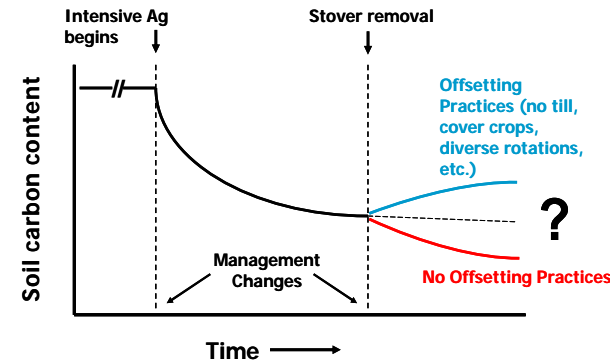 Intensive Ag
begins
Stover removal
Soil carbon content
Offsetting
Practices (no till,
cover crops,
diverse rotations,
etc.)
?
Management
Changes
No Offsetting Practices
Time